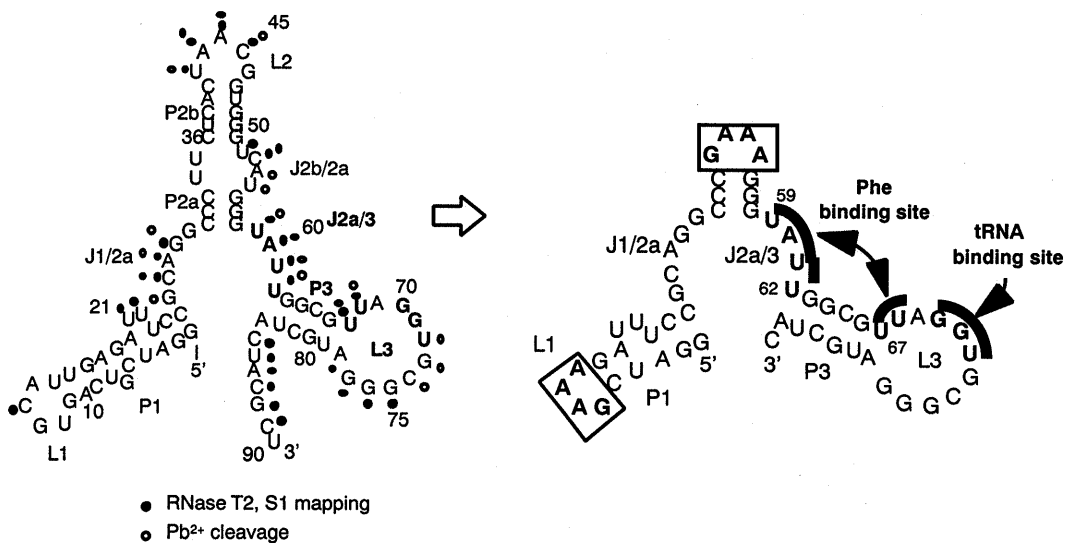 45
A
A C
U G L2
C G
A U
P2b C G
U G 50
36 C G
U U
C J2b/2a
U A
U
P2a C G
C G
C G
G U 60 J2a/3
G A
J1/2a A U
C U P3
G GGCG U U A G 70
21 U U U C C G
A G G U
A U C G U A L3 G
80
5'
A U U G A G A U A G G
C G U G A C U C G
10 P1
L1
G G G C G
75
C U A C G C U
90 3'
G A A A
C G
C G
C G
59
Phe
binding site
U
A
U
U
J2a/3
62
tRNA
binding site
J1/2a G G A C G C C
GGCG U U A G G U G
67
C A U C G U A
3'
P3
L3
G G G C
L1
U U U C C G G
5'
G A U A
C U
A A A G
P1
RNase T2, S1 mapping
Pb²⁺ cleavage